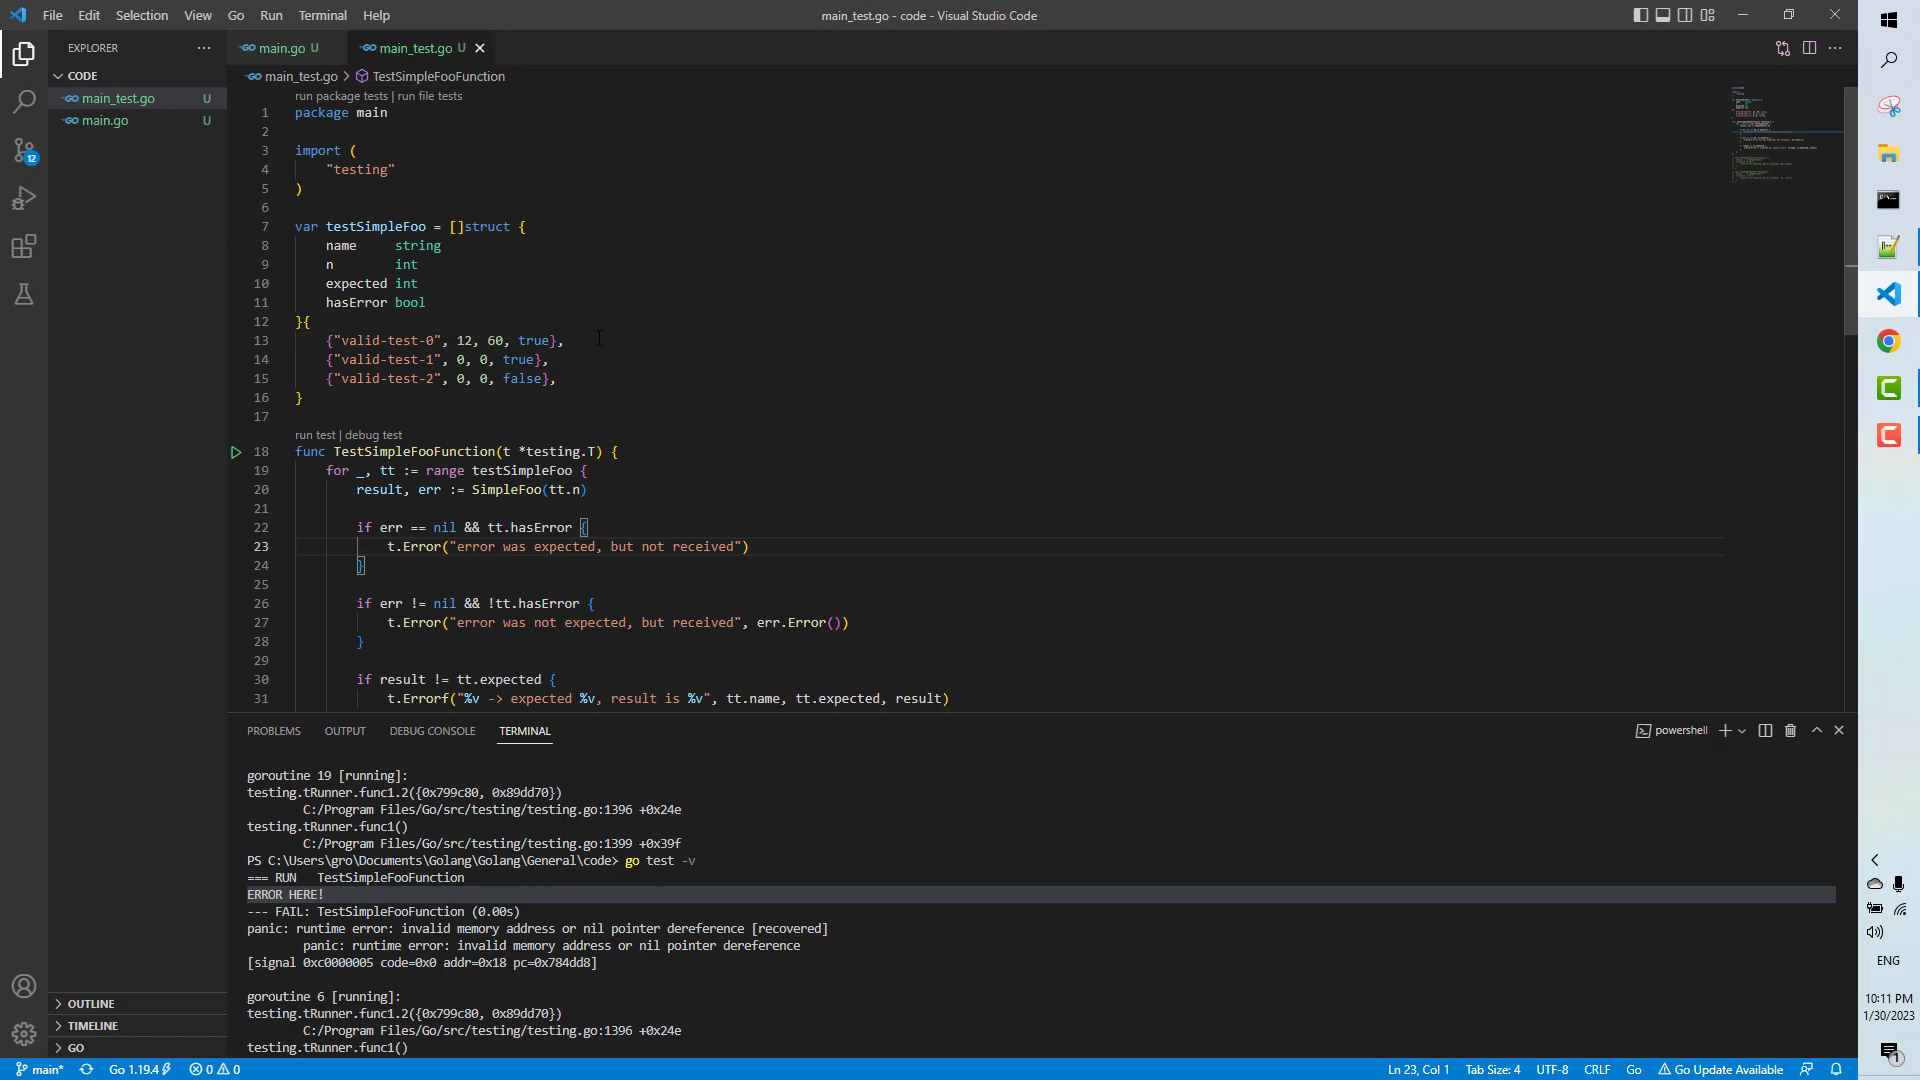 File Edit Selection View Go Run Terminal Help
main_test.go - code - Visual Studio Code
EXPLORER
CODE
main_test.go U
main.go U
main.go U
main_test.go U
main_test.go > TestSimpleFooFunction
run package tests | run file tests
1 package main
2
3 import (
4 "testing"
5 )
6
7 var testSimpleFoo = []struct {
8 name string
9 n int
10 expected int
11 hasError bool
12 }{
13 {"valid-test-0", 12, 60, true},
14 {"valid-test-1", 0, 0, true},
15 {"valid-test-2", 0, 0, false},
16 }
17
run test | debug test
18 func TestSimpleFooFunction(t *testing.T) {
19 for _, tt := range testSimpleFoo {
20 result, err := SimpleFoo(tt.n)
21
22 if err == nil && tt.hasError {
23 t.Error("error was expected, but not received")
24 }
25
26 if err != nil && !tt.hasError {
27 t.Error("error was not expected, but received", err.Error())
28 }
29
30 if result != tt.expected {
31 t.Errorf("%v -> expected %v, result is %v", tt.name, tt.expected, result)
PROBLEMS OUTPUT DEBUG CONSOLE TERMINAL
powershell
goroutine 19 [running]:
testing.tRunner.func1.2({0x799c80, 0x89dd70})
C:/Program Files/Go/src/testing/testing.go:1396 +0x24e
testing.tRunner.func1()
C:/Program Files/Go/src/testing/testing.go:1399 +0x39f
PS C:\Users\gro\Documents\Golang\Golang\General\code> go test -v
=== RUN TestSimpleFooFunction
ERROR HERE!
--- FAIL: TestSimpleFooFunction (0.00s)
panic: runtime error: invalid memory address or nil pointer dereference [recovered]
panic: runtime error: invalid memory address or nil pointer dereference
[signal 0xc0000005 code=0x0 addr=0x18 pc=0x784dd8]
goroutine 6 [running]:
testing.tRunner.func1.2({0x799c80, 0x89dd70})
C:/Program Files/Go/src/testing/testing.go:1396 +0x24e
testing.tRunner.func1()
12
OUTLINE
TIMELINE
GO
main* Go 1.19.4 0 0
Ln 23, Col 1 Tab Size: 4 UTF-8 CRLF Go Go Update Available
ENG
10:11 PM
1/30/2023
1